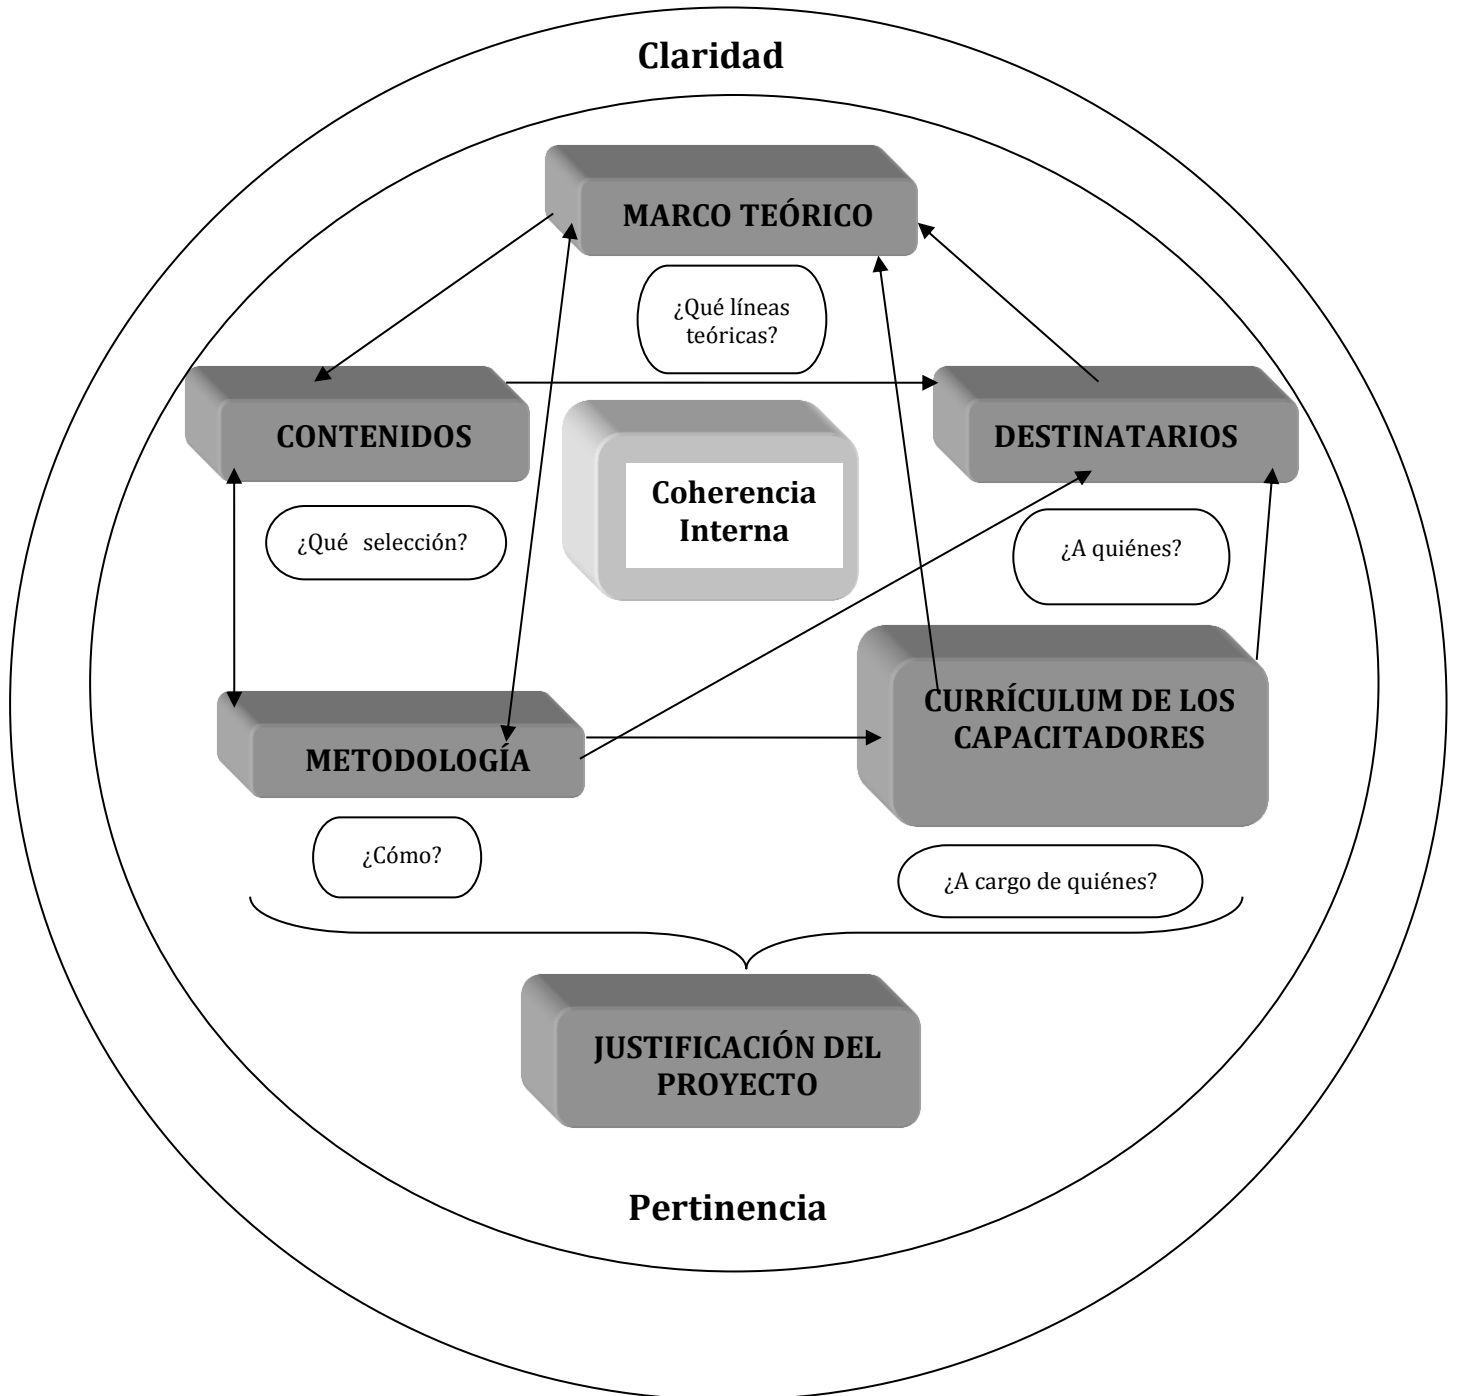 Claridad
MARCO TEÓRICO
¿Qué líneas
teóricas?
CONTENIDOS
DESTINATARIOS
Coherencia
Interna
¿Qué selección?
¿A quiénes?
CURRÍCULUM DE LOS
CAPACITADORES
METODOLOGÍA
¿Cómo?
¿A cargo de quiénes?
JUSTIFICACIÓN DEL
PROYECTO
Pertinencia